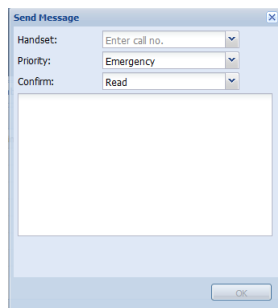 Send Message
Handset: Enter call no.
Priority: Emergency
Confirm: Read
OK